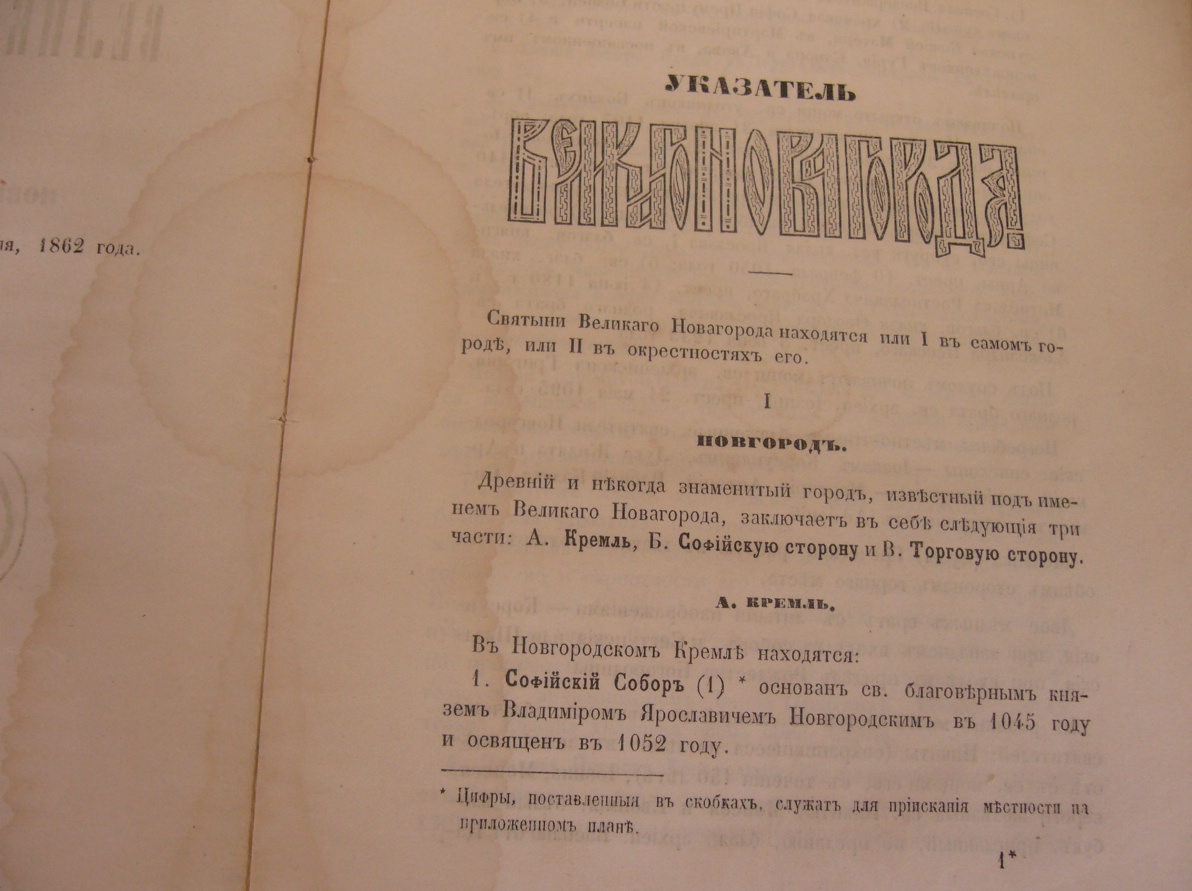 1862 года.
УКАЗАТЕЛЬ
ВЕЛИКАГО НОВАГОРОДА.
Святыни Великаго Новагорода находятся или I въ самомъ го-
родѣ, или II въ окрестностяхъ его.
I
НОВГОРОДЪ.
Древній и нѣкогда знаменитый городъ, извѣстный подъ име-
немъ Великаго Новагорода, заключаетъ въ себѣ слѣдующія три
части: А. Кремль, Б. Софійскую сторону и В. Торговую сторону.
А. КРЕМЛЬ.
Въ Новгородскомъ Кремлѣ находятся:
1. Софійскій Соборъ (1) * основанъ св. благовѣрнымъ кня-
земъ Владиміромъ Ярославичемъ Новгородскимъ въ 1045 году
и освященъ въ 1052 году.
* Цифры, поставленныя въ скобкахъ, служатъ для пріисканія мѣстности на
приложенномъ планѣ.
1*